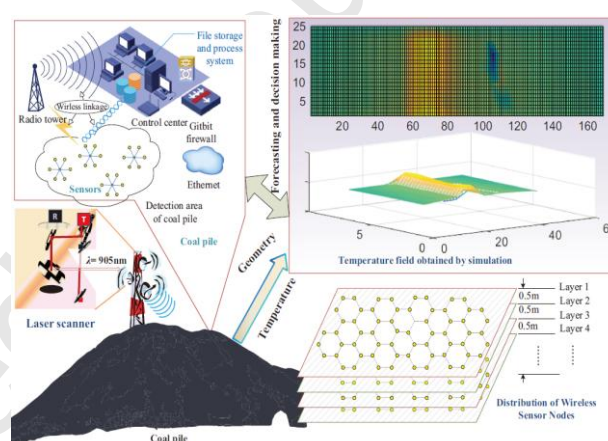 File storage
and process
system
Wirless linkage
Radio tower
Control center
Gitbit
firewall
Ethernet
Sensors
Detection area
of coal pile
Coal pile
R
T
λ= 905nm
Laser scanner
Geometry
Temperature
Coal pile
Forecasting and decision making
25
20
15
10
5
20 40 60 80 100 120 140 160
5
0
0
20
40
Temperature field obtained by simulation
Layer 1
0.5m
Layer 2
0.5m
Layer 3
0.5m
Layer 4
Distribution of Wireless
Sensor Nodes